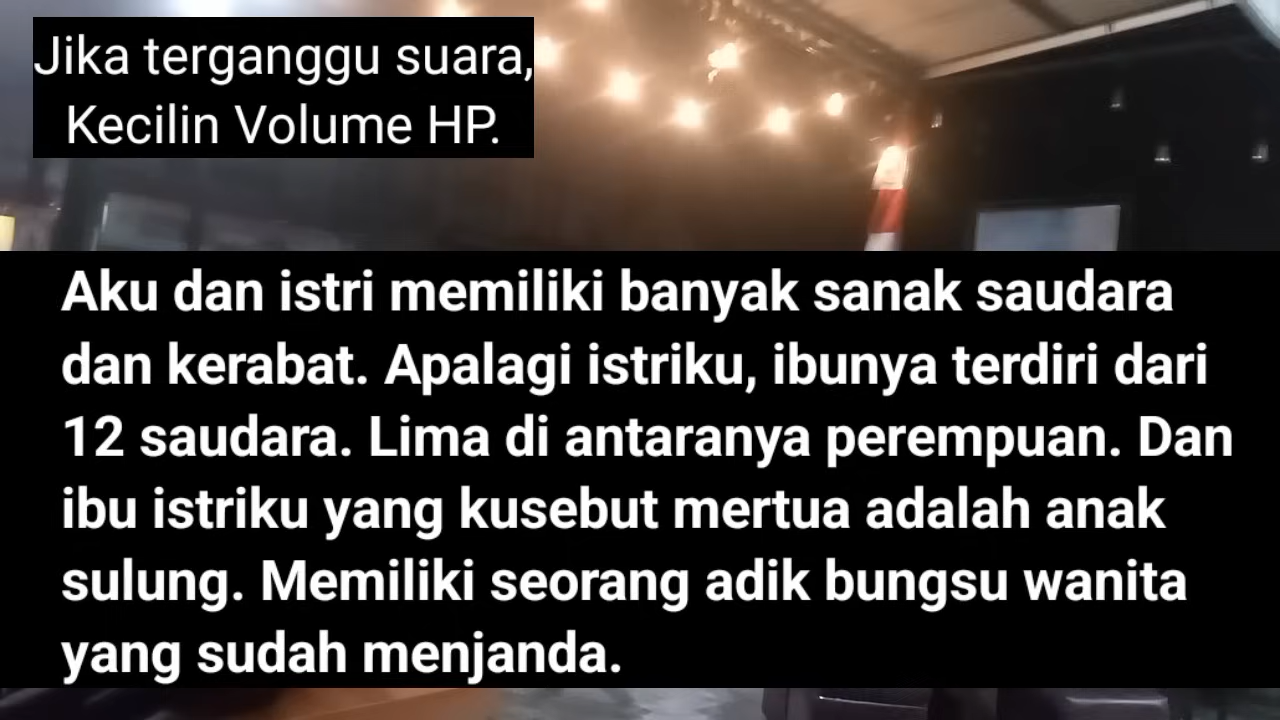 Jika terganggu suara,
Kecilin Volume HP.
Aku dan istri memiliki banyak sanak saudara
dan kerabat. Apalagi istriku, ibunya terdiri dari
12 saudara. Lima di antaranya perempuan. Dan
ibu istriku yang kusebut mertua adalah anak
sulung. Memiliki seorang adik bungsu wanita
yang sudah menjanda.